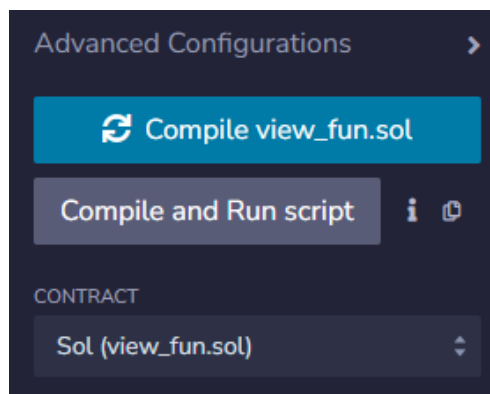 Advanced Configurations
Compile view_fun.sol
Compile and Run script
CONTRACT
Sol (view_fun.sol)